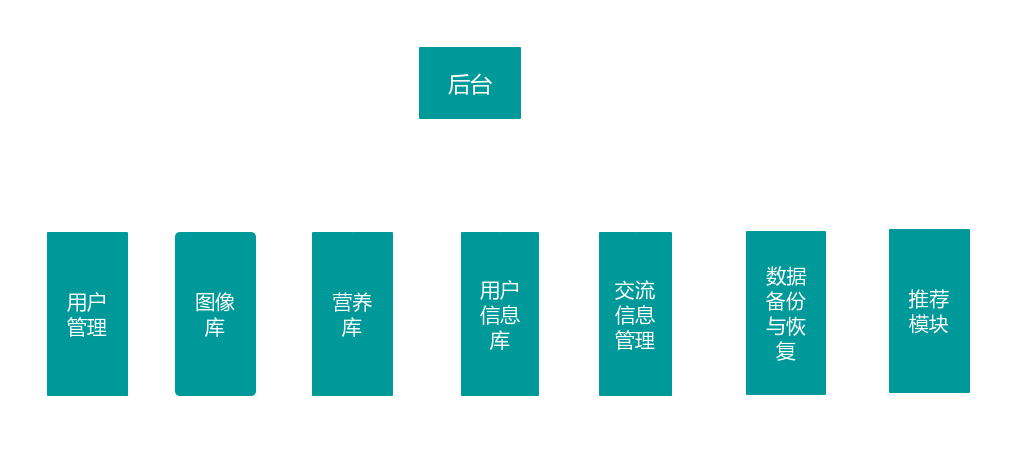 后台
用户
管理
图像
库
营养
库
用户
信息
库
交流
信息
管理
数据
备份
与恢
复
推荐
模块